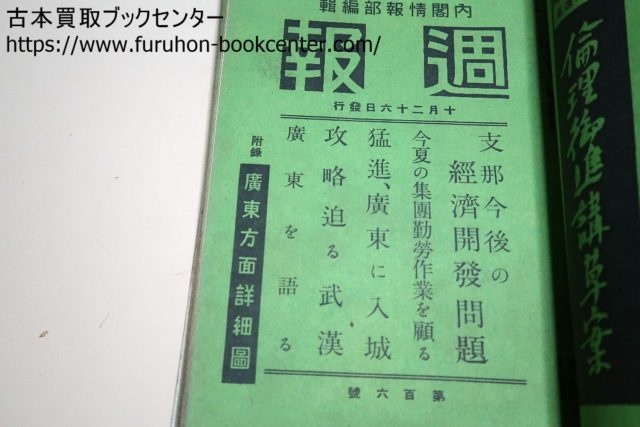 古本買取ブックセンター
https://www.furuhon-bookcenter.com/
輯編部報情閣內
報週
行發日六十二月十
支那今後の
經濟開發問題
今夏の集團勤勞作業を顧る
猛進、廣東に入城
攻略迫る武漢
廣東を語る
附錄
廣東方面詳細圖
號六百第
倫理御進講草案